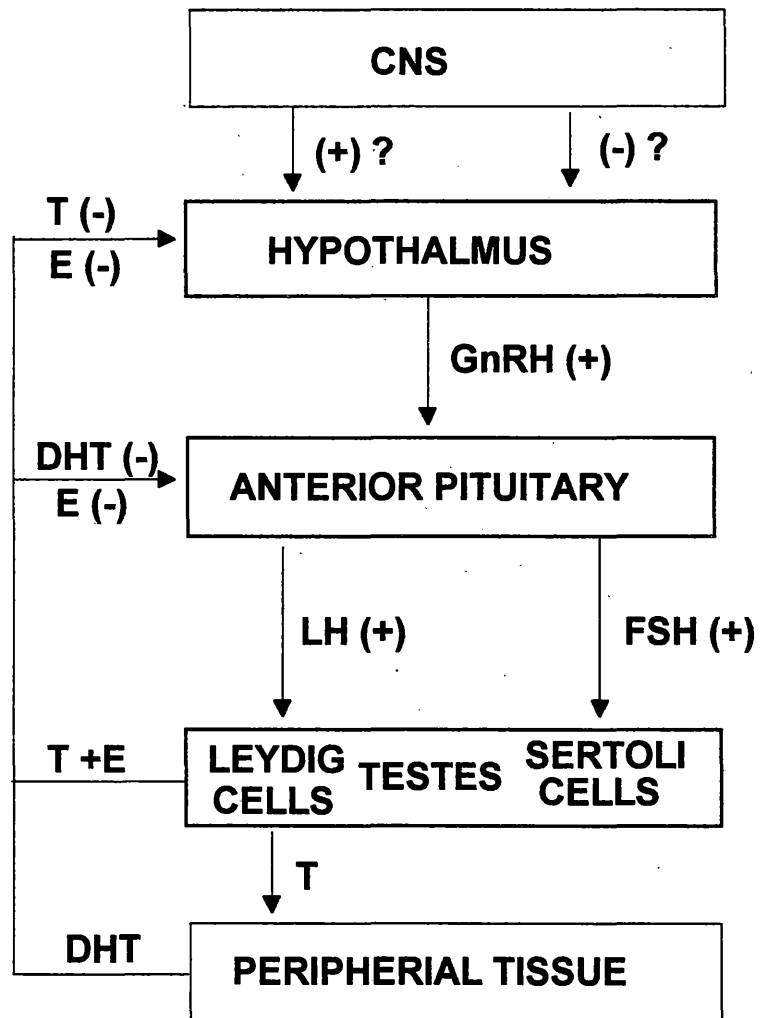 CNS
(+) ?
(-) ?
T (-)
E (-)
HYPOTHALMUS
GnRH (+)
DHT (-)
E (-)
ANTERIOR PITUITARY
LH (+)
FSH (+)
T +E
LEYDIG
CELLS
TESTES
SERTOLI
CELLS
T
DHT
PERIPHERIAL TISSUE